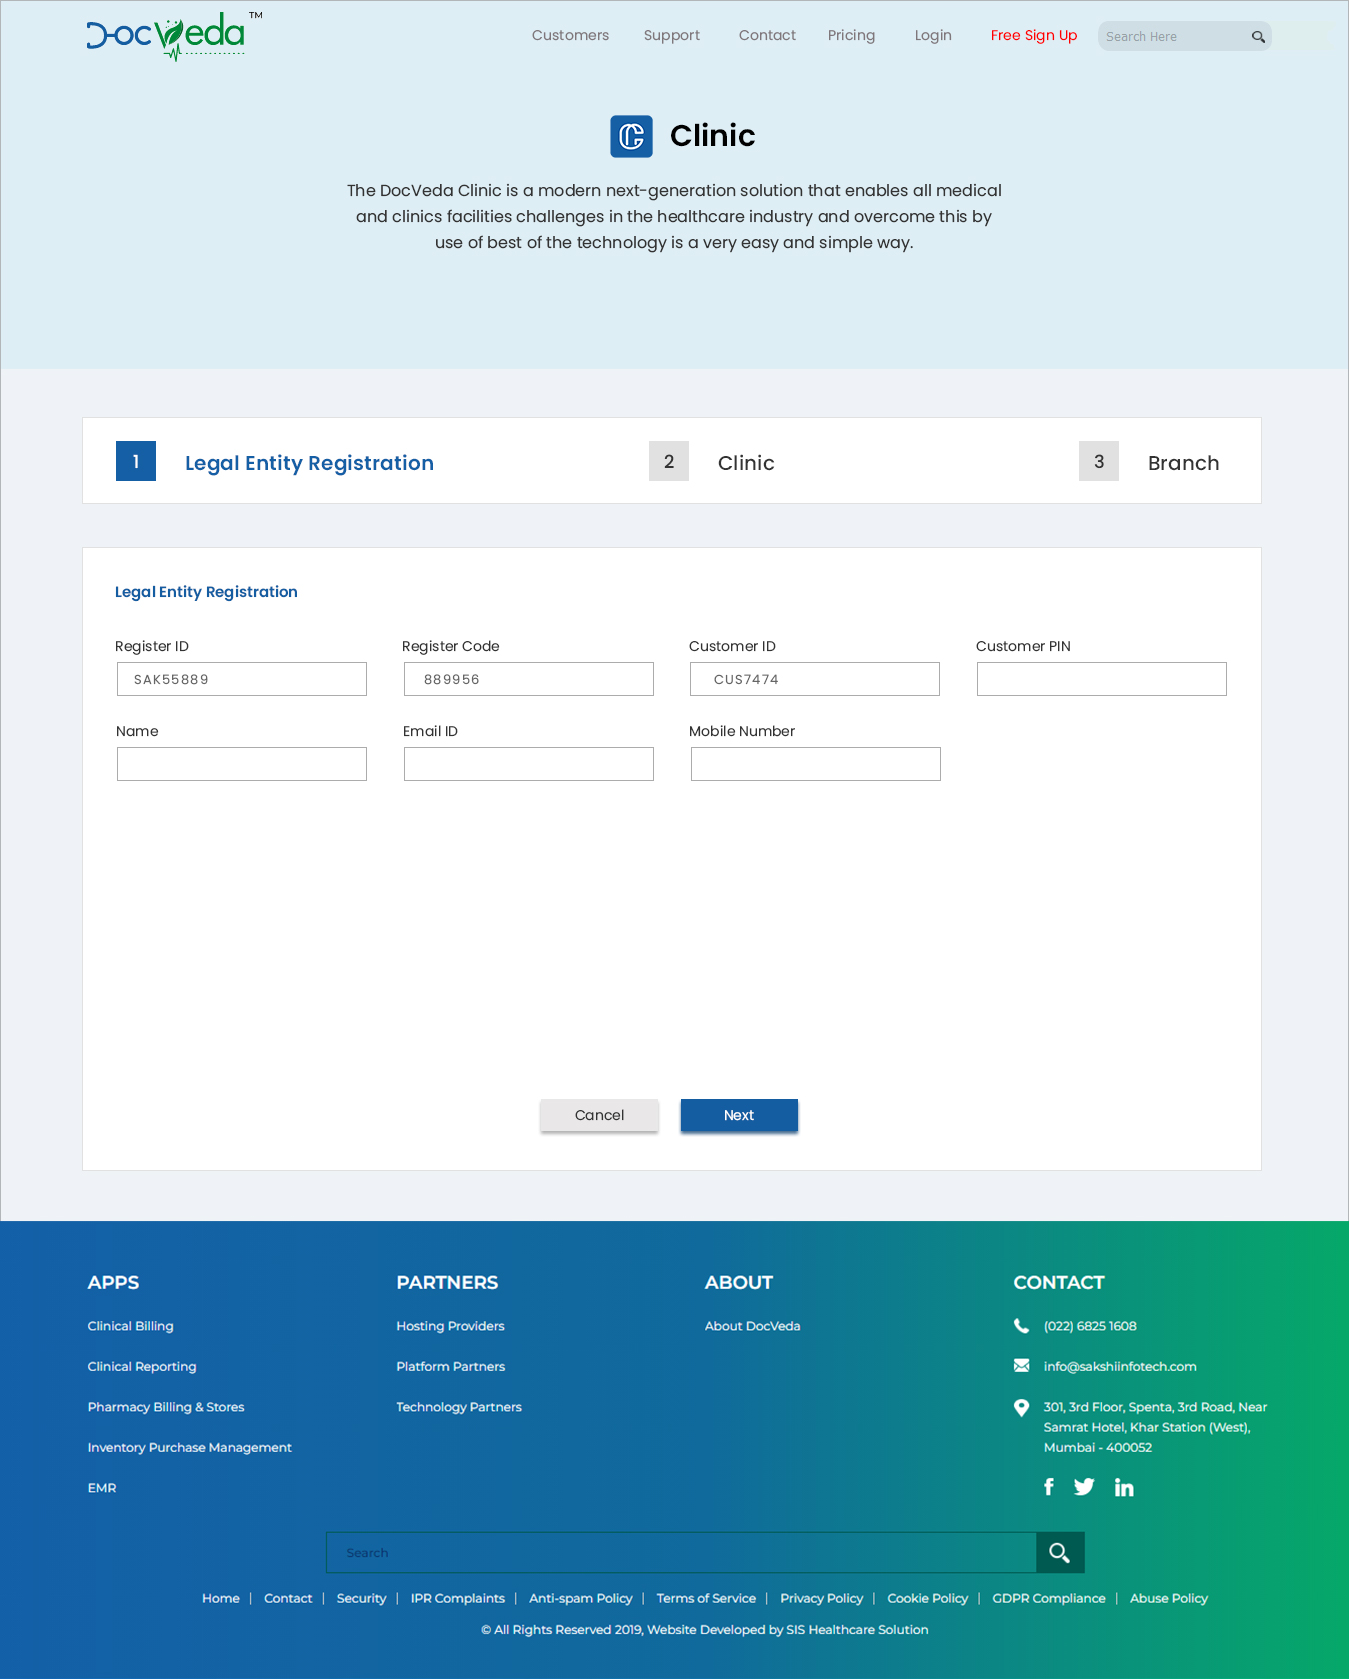 DocVeda™
Customers Support Contact Pricing Login Free Sign Up Search Here
Clinic
The DocVeda Clinic is a modern next-generation solution that enables all medical
and clinics facilities challenges in the healthcare industry and overcome this by
use of best of the technology is a very easy and simple way.
1 Legal Entity Registration 2 Clinic 3 Branch
Legal Entity Registration
Register ID Register Code Customer ID Customer PIN
SAK55889 889956 CUS7474
Name Email ID Mobile Number
Cancel Next
APPS PARTNERS ABOUT CONTACT
Clinical Billing Hosting Providers About DocVeda (022) 6825 1608
Clinical Reporting Platform Partners info@sakshiinfotech.com
Pharmacy Billing & Stores Technology Partners 301, 3rd Floor, Spenta, 3rd Road, Near
Samrat Hotel, Khar Station (West),
Inventory Purchase Management Mumbai - 400052
EMR
Search
Home | Contact | Security | IPR Complaints | Anti-spam Policy | Terms of Service | Privacy Policy | Cookie Policy | GDPR Compliance | Abuse Policy
© All Rights Reserved 2019, Website Developed by SIS Healthcare Solution